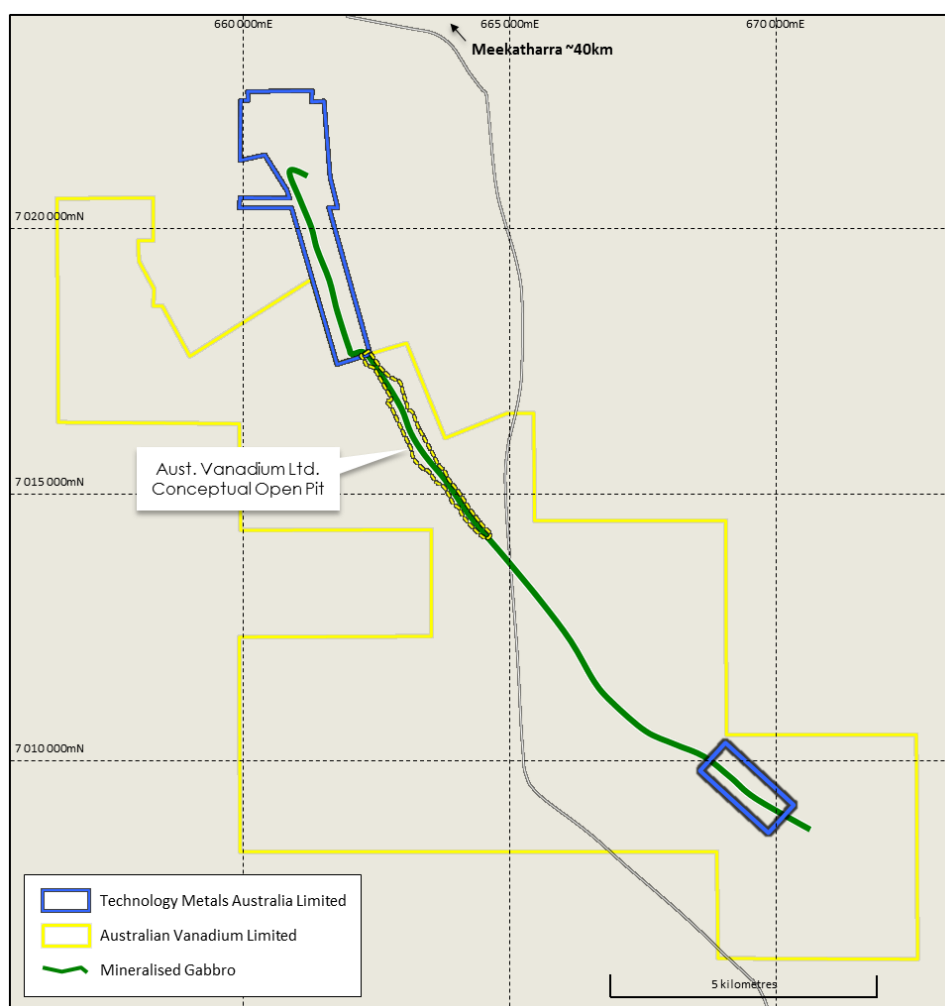 660 000mE
665 000mE
670 000mE
Meekatharra ~40km
7 020 000mN
Aust. Vanadium Ltd.
Conceptual Open Pit
7 015 000mN
7 010 000mN
Technology Metals Australia Limited
Australian Vanadium Limited
Mineralised Gabbro
5 kilometres